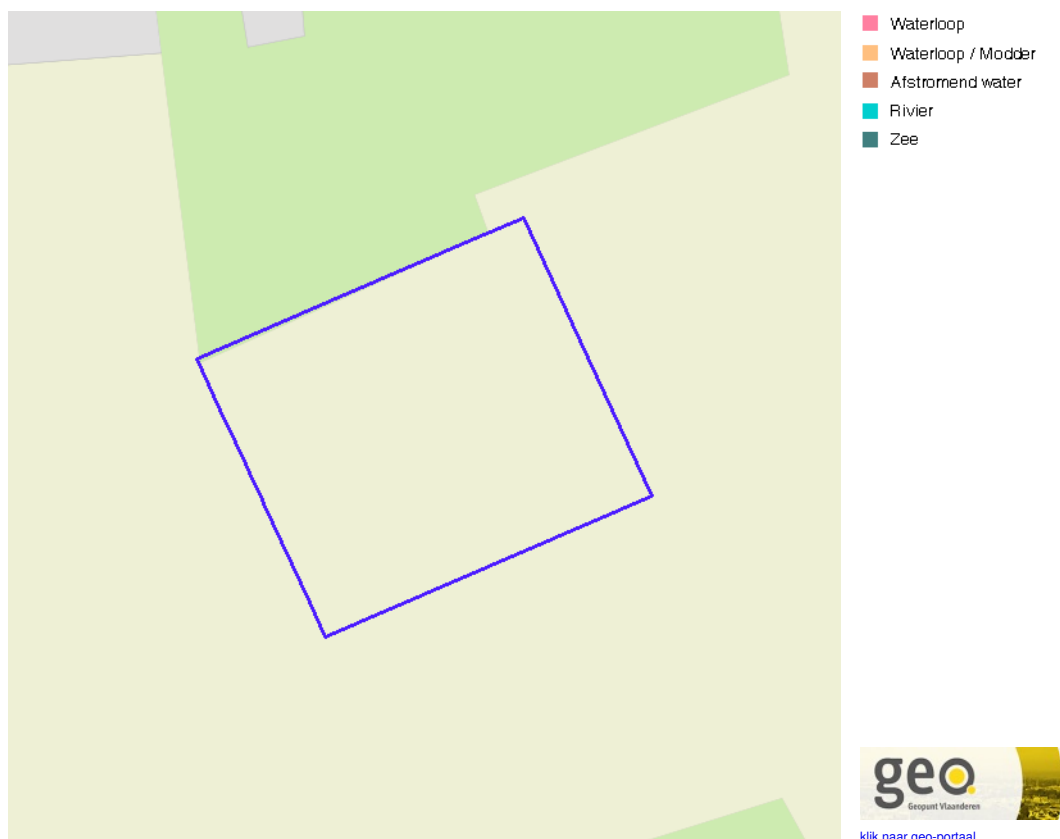 Waterloop
Waterloop / Modder
Afstromend water
Rivier
Zee
geo
Geopunt Vlaanderen
klik naar geo-portaal